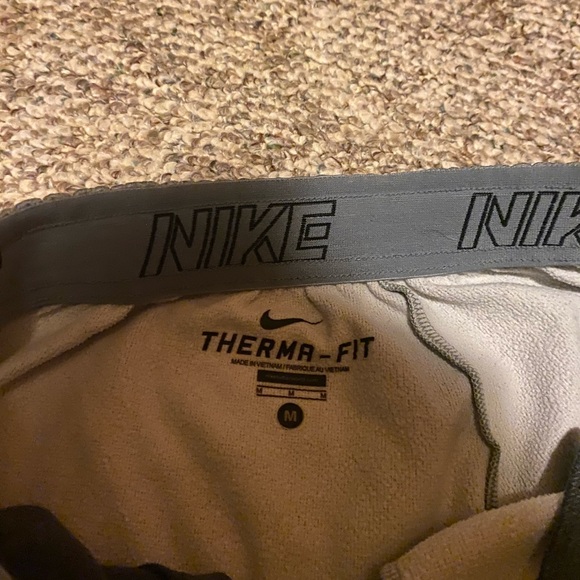 NIKE NIK
THERMA-FIT
MADE IN VIETNAM / FABRIQUÉ AU VIETNAM
M M M
M